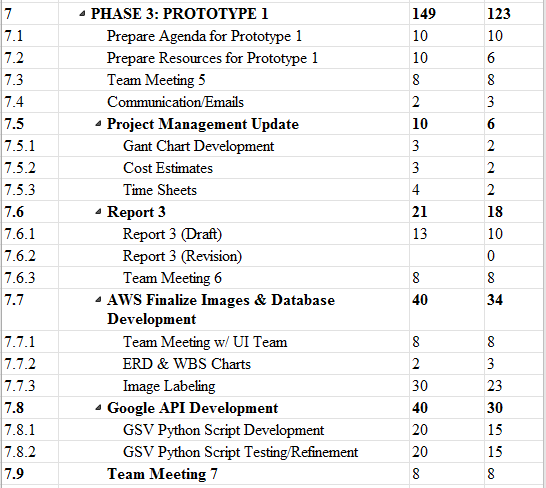 7 PHASE 3: PROTOTYPE 1 149 123
7.1 Prepare Agenda for Prototype 1 10 10
7.2 Prepare Resources for Prototype 1 10 6
7.3 Team Meeting 5 8 8
7.4 Communication/Emails 2 3
7.5 Project Management Update 10 6
7.5.1 Gant Chart Development 3 2
7.5.2 Cost Estimates 3 2
7.5.3 Time Sheets 4 2
7.6 Report 3 21 18
7.6.1 Report 3 (Draft) 13 10
7.6.2 Report 3 (Revision) 0
7.6.3 Team Meeting 6 8 8
7.7 AWS Finalize Images & Database 40 34
Development
7.7.1 Team Meeting w/ UI Team 8 8
7.7.2 ERD & WBS Charts 2 3
7.7.3 Image Labeling 30 23
7.8 Google API Development 40 30
7.8.1 GSV Python Script Development 20 15
7.8.2 GSV Python Script Testing/Refinement 20 15
7.9 Team Meeting 7 8 8